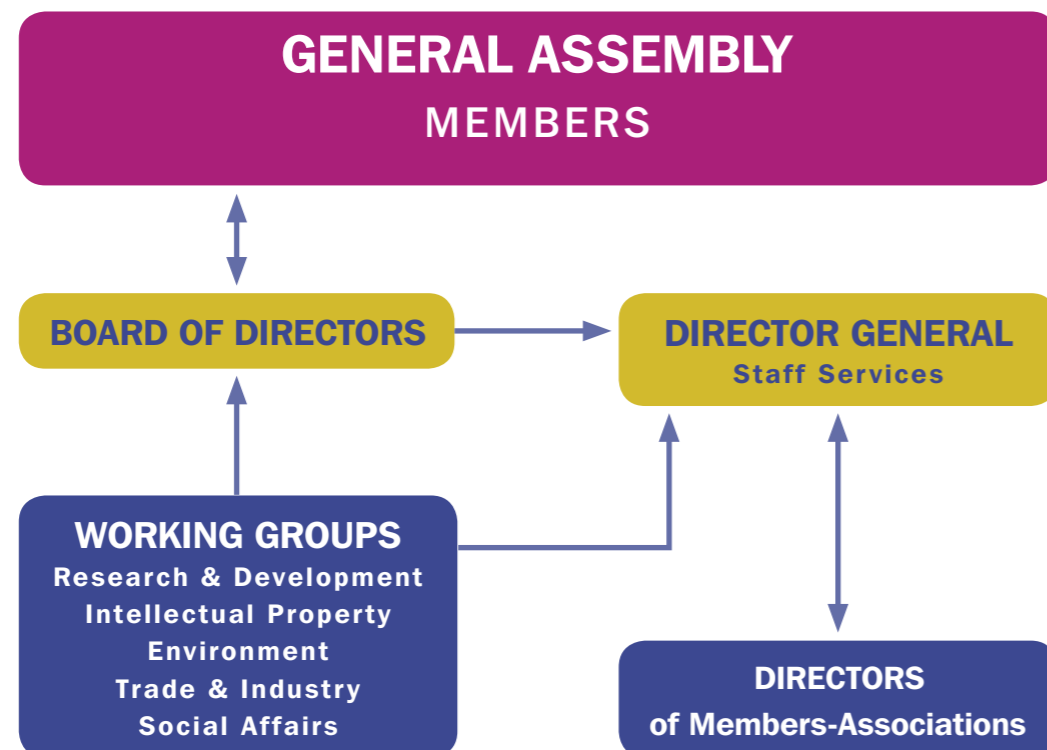 GENERAL ASSEMBLY
MEMBERS
BOARD OF DIRECTORS
DIRECTOR GENERAL
Staff Services
WORKING GROUPS
Research & Development
Intellectual Property
Environment
Trade & Industry
Social Affairs
DIRECTORS
of Members-Associations